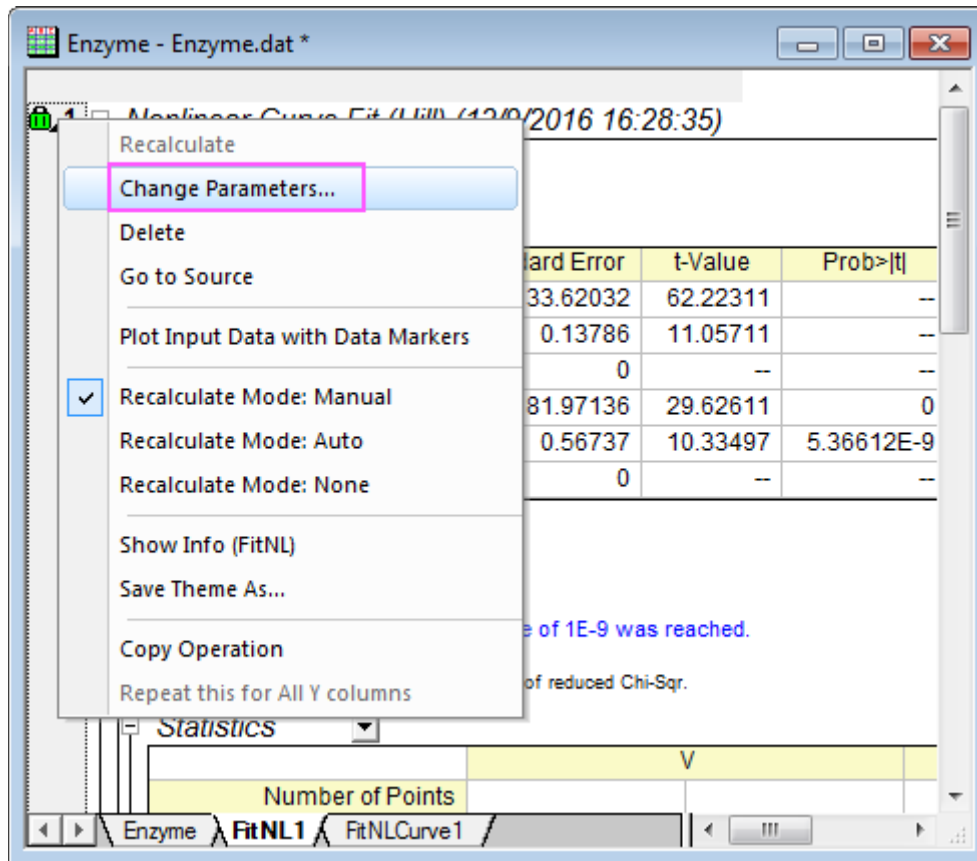 Enzyme - Enzyme.dat *
1 Nonlinear Curve Fit (Hill) (12/9/2016 16:28:35)
Recalculate
Change Parameters...
Delete
Go to Source
Plot Input Data with Data Markers
Recalculate Mode: Manual
Recalculate Mode: Auto
Recalculate Mode: None
Show Info (FitNL)
Save Theme As...
Copy Operation
Repeat this for All Y columns
dard Error t-Value Prob>|t|
33.62032 62.22311 --
0.13786 11.05711 --
0 -- --
81.97136 29.62611 0
0.56737 10.33497 5.36612E-9
0 -- --
of 1E-9 was reached.
of reduced Chi-Sqr.
Statistics
V
Number of Points
Enzyme FitNL1 FitNLCurve1